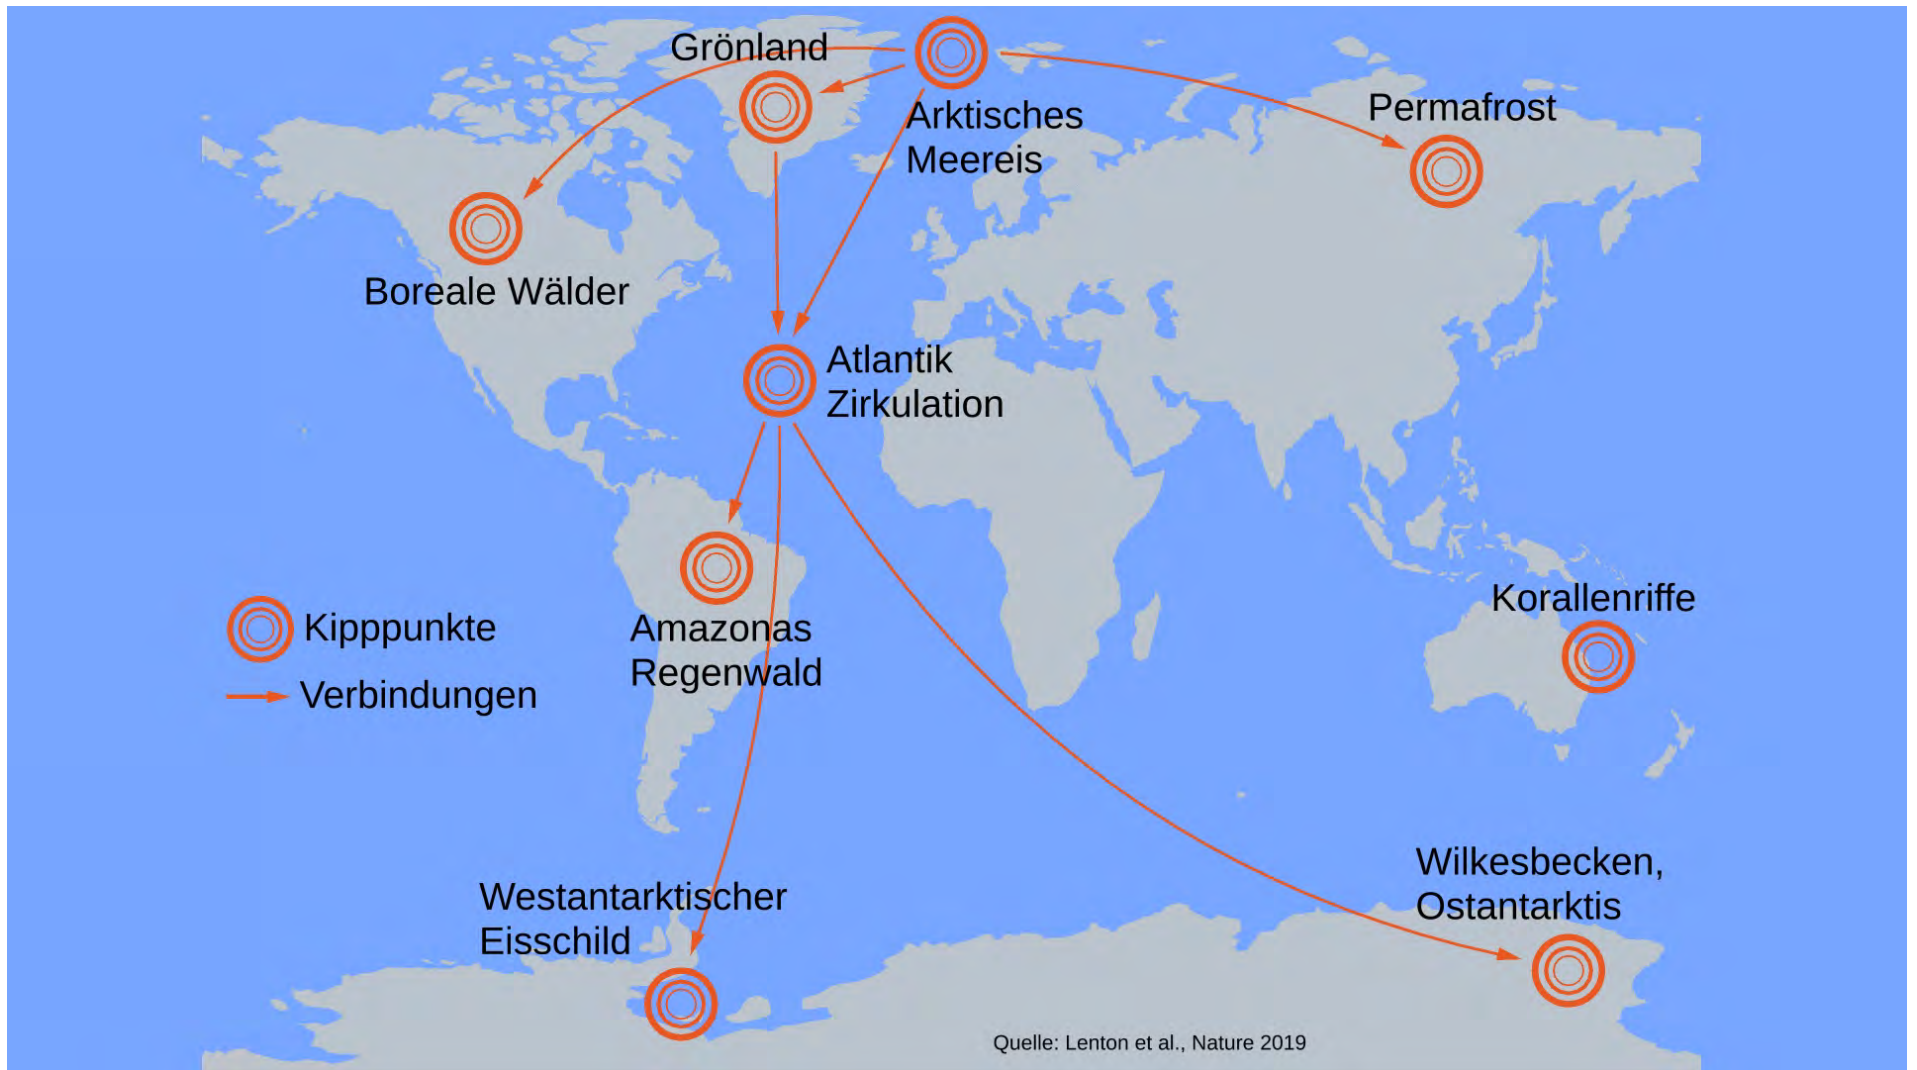 Grönland
Arktisches
Meereis
Permafrost
Boreale Wälder
Atlantik
Zirkulation
Kipppunkte
Verbindungen
Amazonas
Regenwald
Korallenriffe
Westantarktischer
Eisschild
Wilkesbecken,
Ostantarktis
Quelle: Lenton et al., Nature 2019